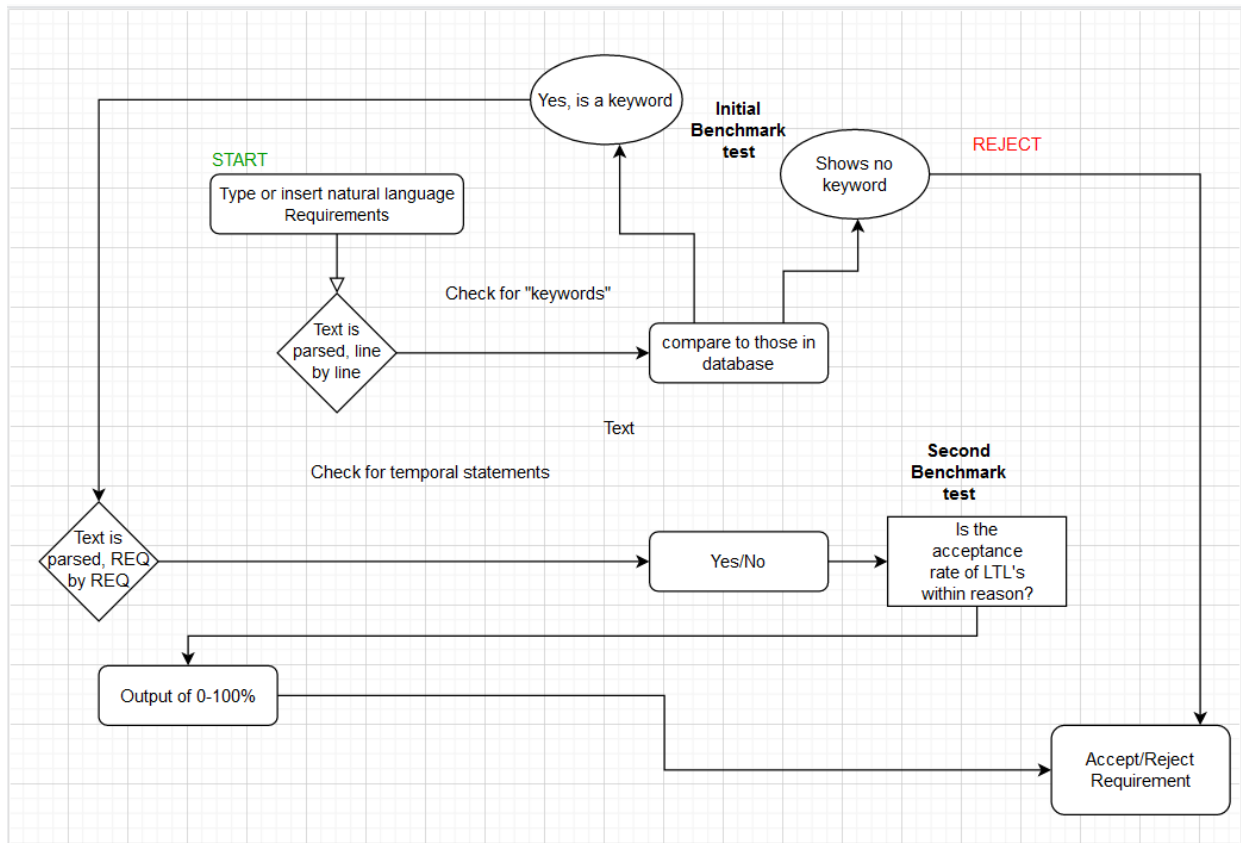 Yes, is a keyword
Initial
Benchmark
test
Shows no
keyword
REJECT
START
Type or insert natural language
Requirements
Check for "keywords"
Text is
parsed, line
by line
compare to those in
database
Text
Check for temporal statements
Second
Benchmark
test
Text is
parsed, REQ
by REQ
Yes/No
Is the
acceptance
rate of LTL's
within reason?
Output of 0-100%
Accept/Reject
Requirement